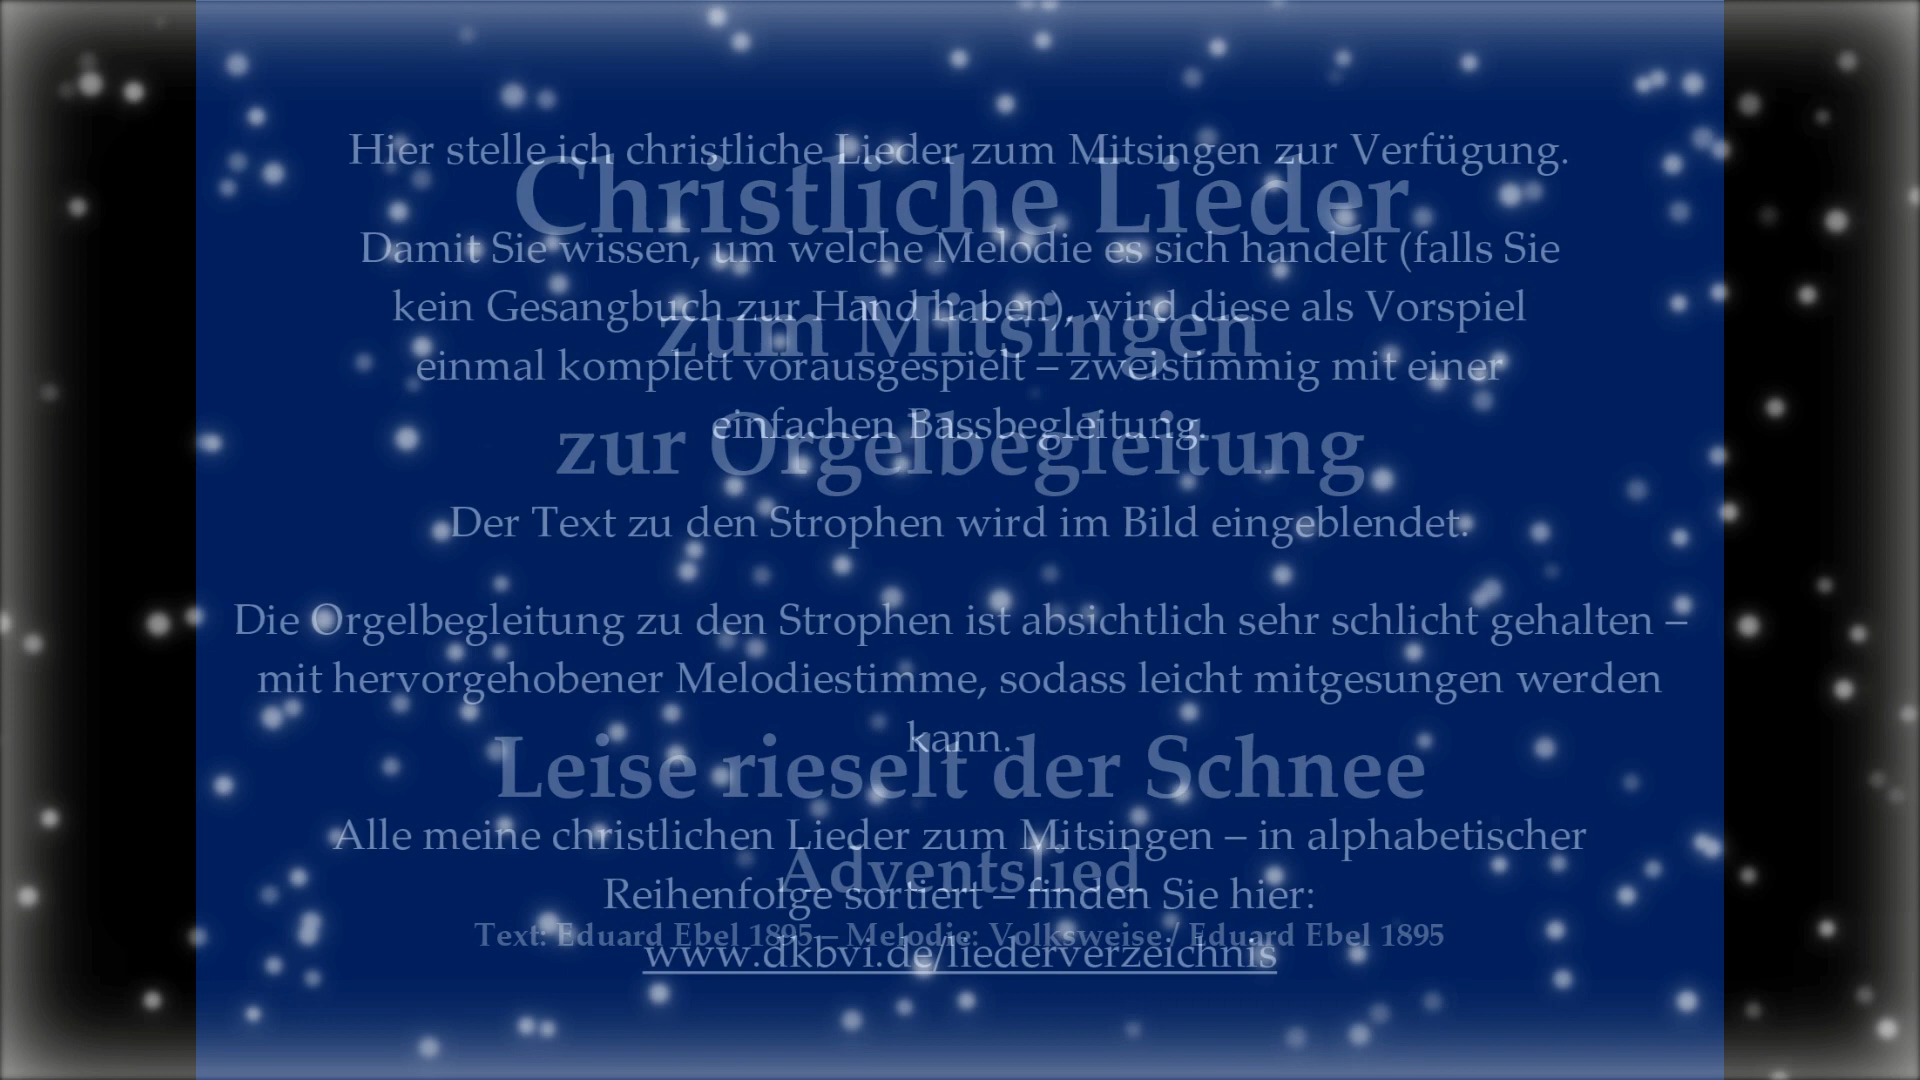 Hier stelle ich christliche Lieder zum Mitsingen zur Verfügung.
Christliche Lieder
Damit Sie wissen, um welche Melodie es sich handelt (falls Sie
kein Gesangbuch zur Hand haben), wird diese als Vorspiel
zum Mitsingen
einmal komplett vorausgespielt – zweistimmig mit einer
einfachen Bassbegleitung.
zur Orgelbegleitung
Der Text zu den Strophen wird im Bild eingeblendet.
Die Orgelbegleitung zu den Strophen ist absichtlich sehr schlicht gehalten –
mit hervorgehobener Melodiestimme, sodass leicht mitgesungen werden
kann.
Leise rieselt der Schnee
Alle meine christlichen Lieder zum Mitsingen – in alphabetischer
Adventslied
Reihenfolge sortiert – finden Sie hier:
Text: Eduard Ebel 1895 – Melodie: Volksweise / Eduard Ebel 1895
www.dkbvi.de/liederverzeichnis